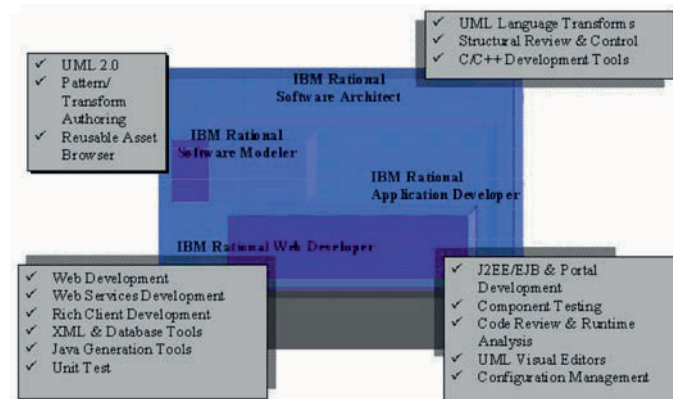 ✓ UML Language Transforms
✓ Structural Review & Control
✓ C/C++ Development Tools
✓ UML 2.0
✓ Pattern/
Transform
Authoring
✓ Reusable Asset
Browser
IBM Rational
Software Architect
IBM Rational
Software Modeler
IBM Rational
Application Developer
IBM Rational Web Developer
✓ Web Development
✓ Web Services Development
✓ Rich Client Development
✓ XML & Database Tools
✓ Java Generation Tools
✓ Unit Test
✓ J2EE/EJB & Portal
Development
✓ Component Testing
✓ Code Review & Runtime
Analysis
✓ UML Visual Editors
✓ Configuration Management